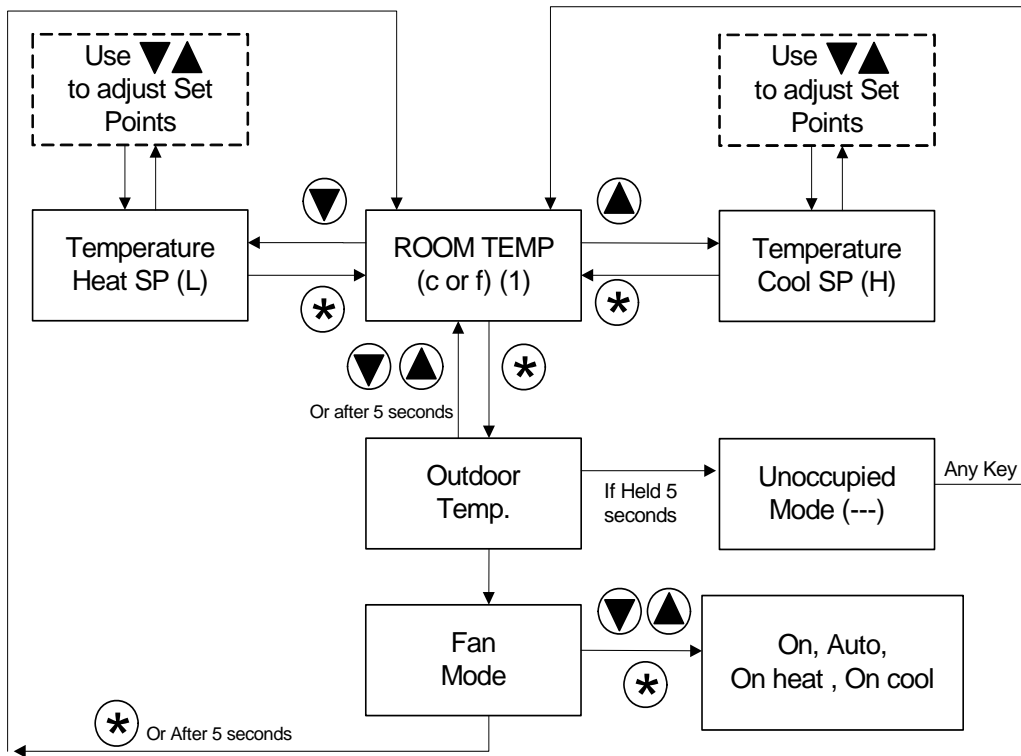 Use ▼▲
to adjust Set
Points
Use ▼▲
to adjust Set
Points
▼
▲
Temperature
Heat SP (L)
ROOM TEMP
(c or f) (1)
Temperature
Cool SP (H)
*
*
▼ ▲
*
Or after 5 seconds
Outdoor
Temp.
If Held 5
seconds
Unoccupied
Mode (---)
Any Key
Fan
Mode
▼ ▲
*
On, Auto,
On heat , On cool
* Or After 5 seconds